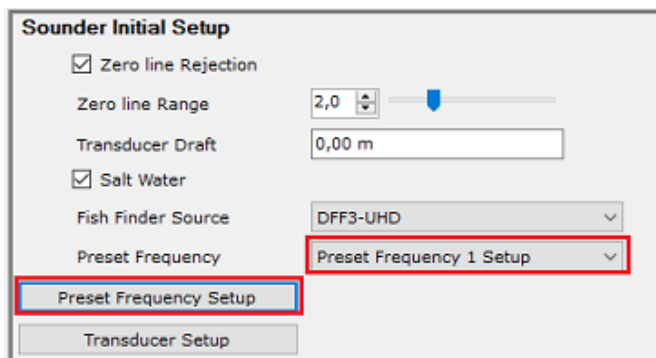 Sounder Initial Setup
Zero line Rejection
Zero line Range 2,0
Transducer Draft 0,00 m
Salt Water
Fish Finder Source DFF3-UHD
Preset Frequency Preset Frequency 1 Setup
Preset Frequency Setup
Transducer Setup